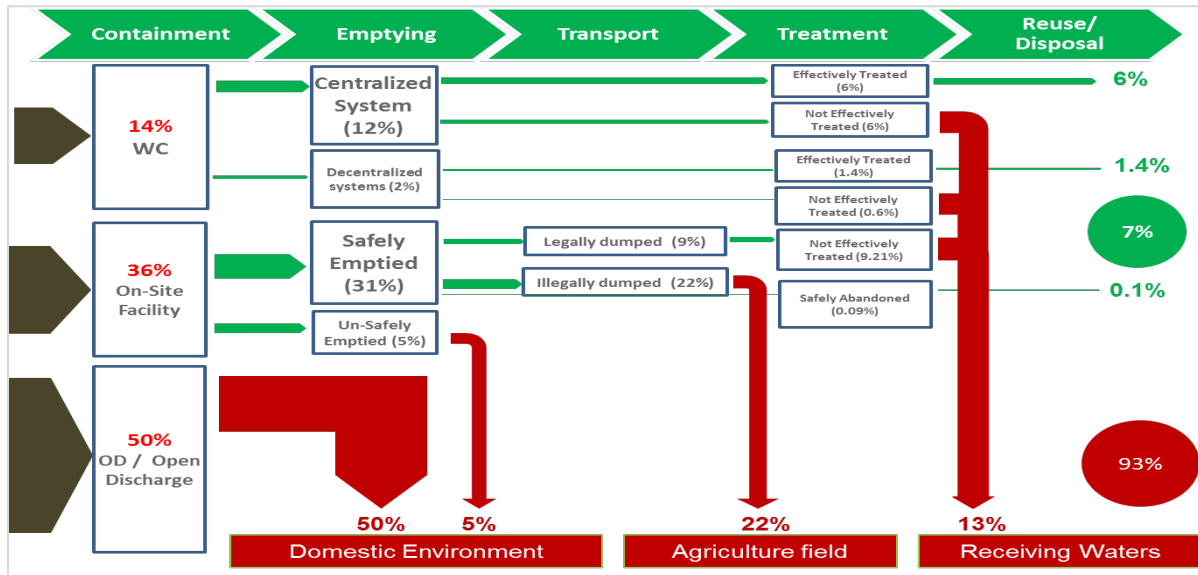 Containment
Emptying
Transport
Treatment
Reuse/
Disposal
14%
WC
Centralized
System
(12%)
Effectively Treated
(6%)
6%
Not Effectively
Treated (6%)
Decentralized
systems (2%)
Effectively Treated
(1.4%)
1.4%
Not Effectively
Treated (0.6%)
36%
On-Site
Facility
Safely
Emptied
(31%)
Legally dumped (9%)
Not Effectively
Treated (9.21%)
7%
Illegally dumped (22%)
Safely Abandoned
(0.09%)
0.1%
Un-Safely
Emptied (5%)
50%
OD / Open
Discharge
93%
50%
5%
22%
13%
Domestic Environment
Agriculture field
Receiving Waters